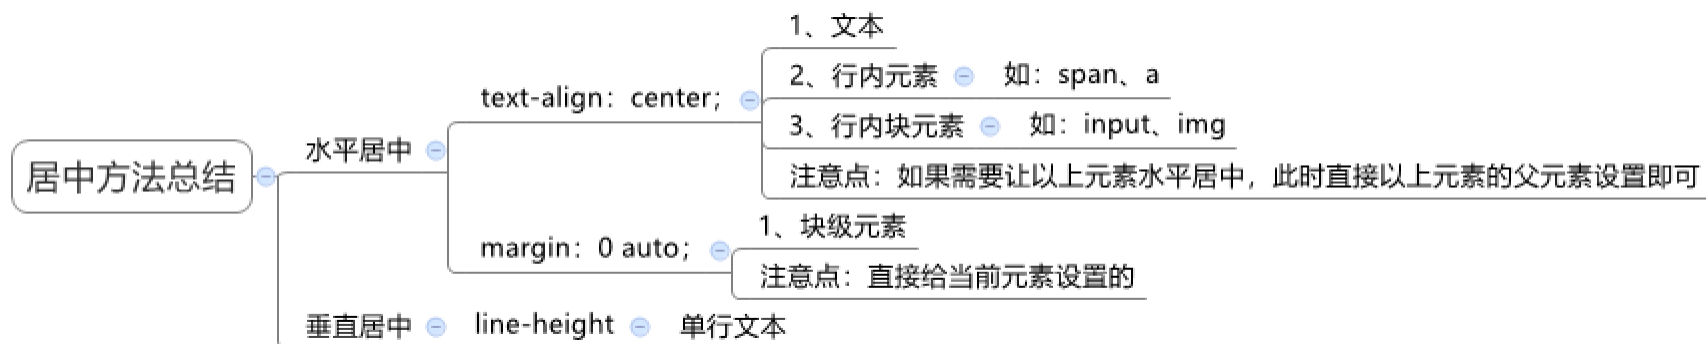 居中方法总结
水平居中
text-align：center；
1、文本
2、行内元素 如：span、a
3、行内块元素 如：input、img
注意点：如果需要让以上元素水平居中，此时直接以上元素的父元素设置即可
margin：0 auto；
1、块级元素
注意点：直接给当前元素设置的
垂直居中 line-height 单行文本